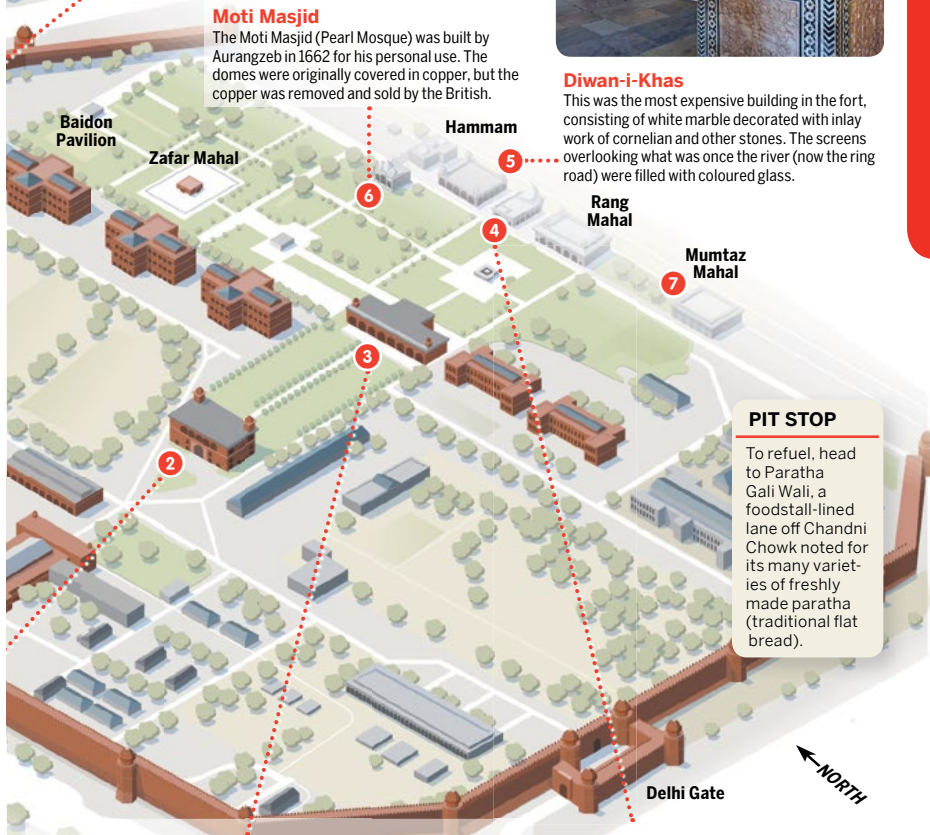 Moti Masjid
The Moti Masjid (Pearl Mosque) was built by
Aurangzeb in 1662 for his personal use. The
domes were originally covered in copper, but the
copper was removed and sold by the British.
Diwan-i-Khas
This was the most expensive building in the fort,
consisting of white marble decorated with inlay
work of cornelian and other stones. The screens
overlooking what was once the river (now the ring
road) were filled with coloured glass.
Baidon
Pavilion
Zafar Mahal
Hammam
5
6
4
Rang
Mahal
Mumtaz
Mahal
7
3
2
PIT STOP
To refuel, head
to Paratha
Gali Wali, a
foodstall-lined
lane off Chandni
Chowk noted for
its many variet-
ies of freshly
made paratha
(traditional flat
bread).
Delhi Gate
NORTH